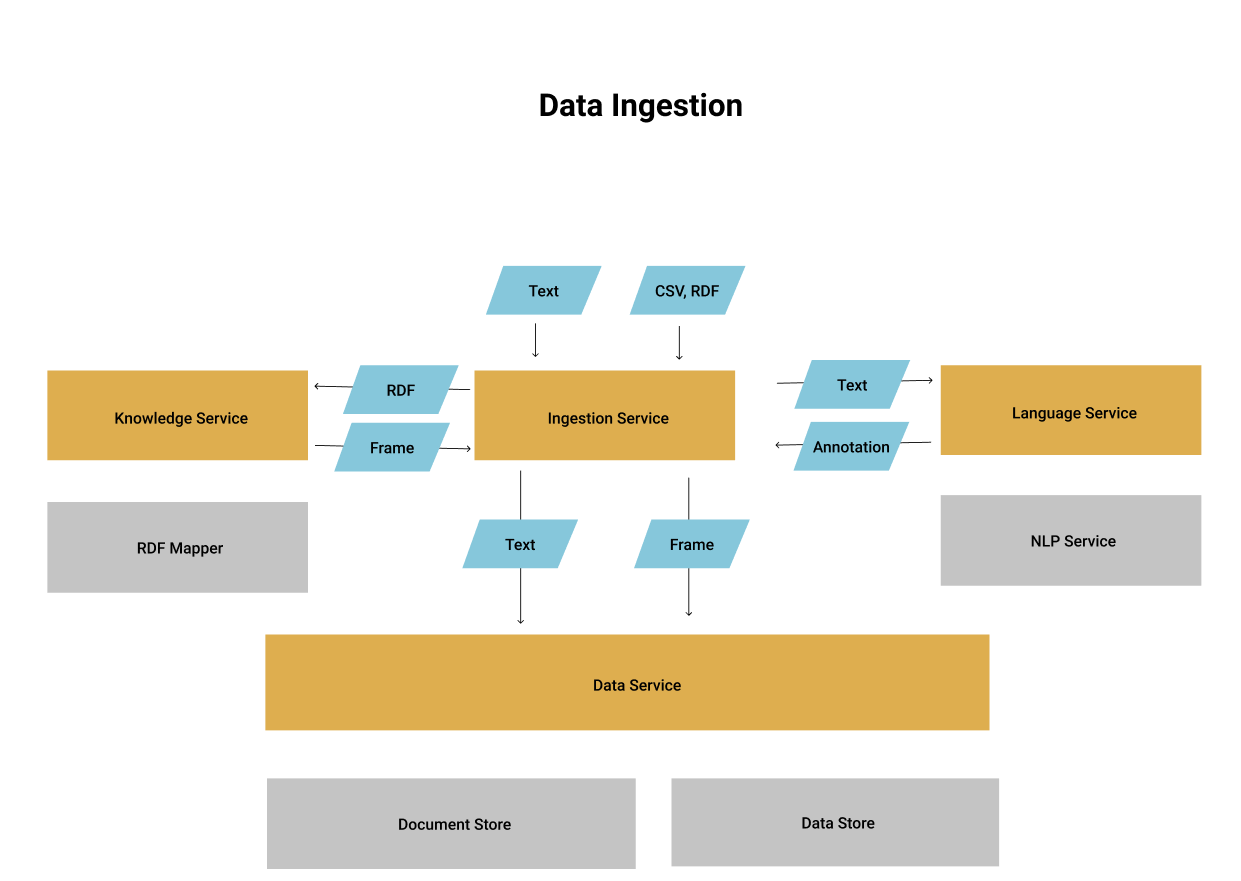 Data Ingestion
Text
CSV, RDF
RDF
Text
Knowledge Service
Ingestion Service
Language Service
Frame
Annotation
RDF Mapper
Text
Frame
NLP Service
Data Service
Document Store
Data Store